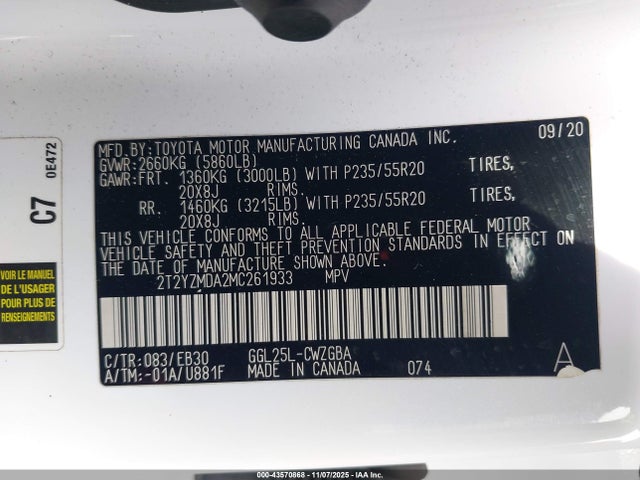 MFD.BY:TOYOTA MOTOR MANUFACTURING CANADA INC. 09/20
GVWR:2660KG (5860LB)
GAWR:FRT. 1360KG (3000LB) WITH P235/55R20 TIRES,
20X8J RIMS.
RR. 1460KG (3215LB) WITH P235/55R20 TIRES,
20X8J RIMS.
THIS VEHICLE CONFORMS TO ALL APPLICABLE FEDERAL MOTOR
VEHICLE SAFETY AND THEFT PREVENTION STANDARDS IN EFFECT ON
THE DATE OF MANUFACTURE SHOWN ABOVE.
2T2YZMDA2MC261933 MPV
C/TR:083/EB30 GGL25L-CWZGBA
A/TM:-01A/U881F MADE IN CANADA 074 A
C7 0E472
VOIR LE MANUEL
DE L'USAGER
POUR PLUS DE
RENSEIGNEMENTS.
000-43570868 - 11/07/2025 - IAA Inc.